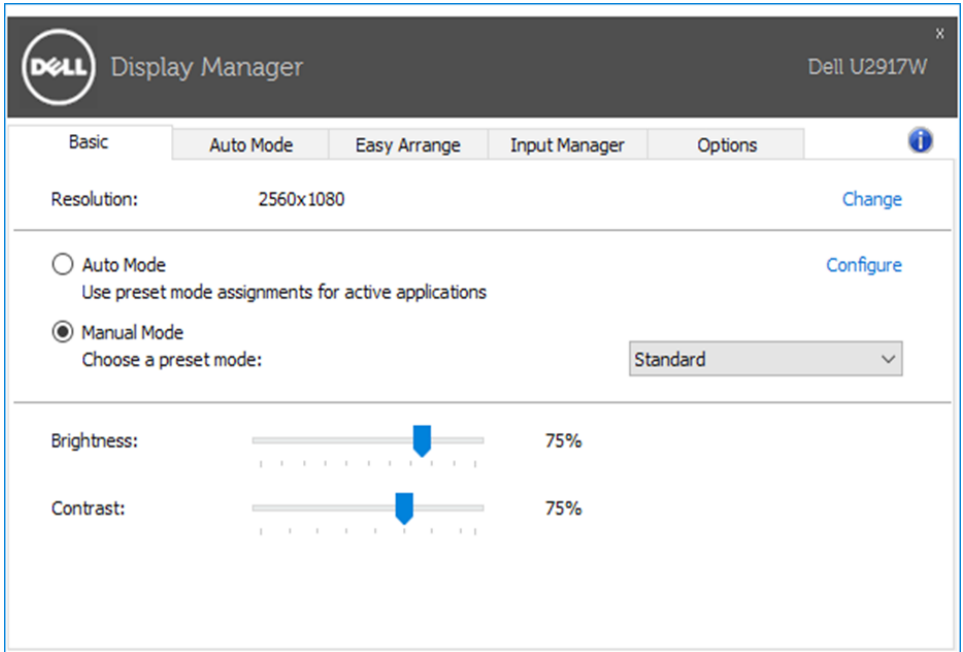 x
DELL Display Manager Dell U2917W
Basic Auto Mode Easy Arrange Input Manager Options i
Resolution: 2560x1080 Change
Auto Mode Configure
Use preset mode assignments for active applications
Manual Mode
Choose a preset mode: Standard
Brightness: 75%
Contrast: 75%